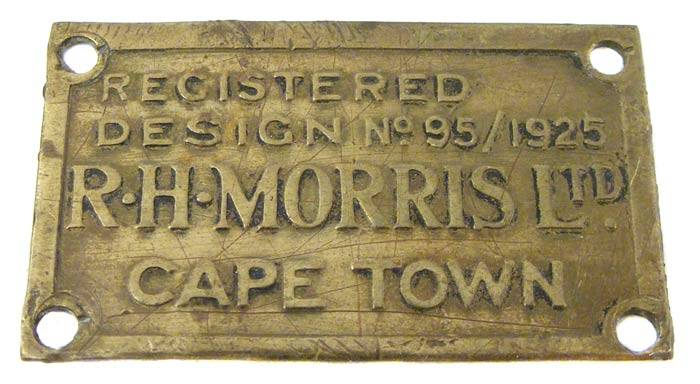 REGISTERED
DESIGN No. 95/1925
R·H·MORRIS LTD.
CAPE TOWN